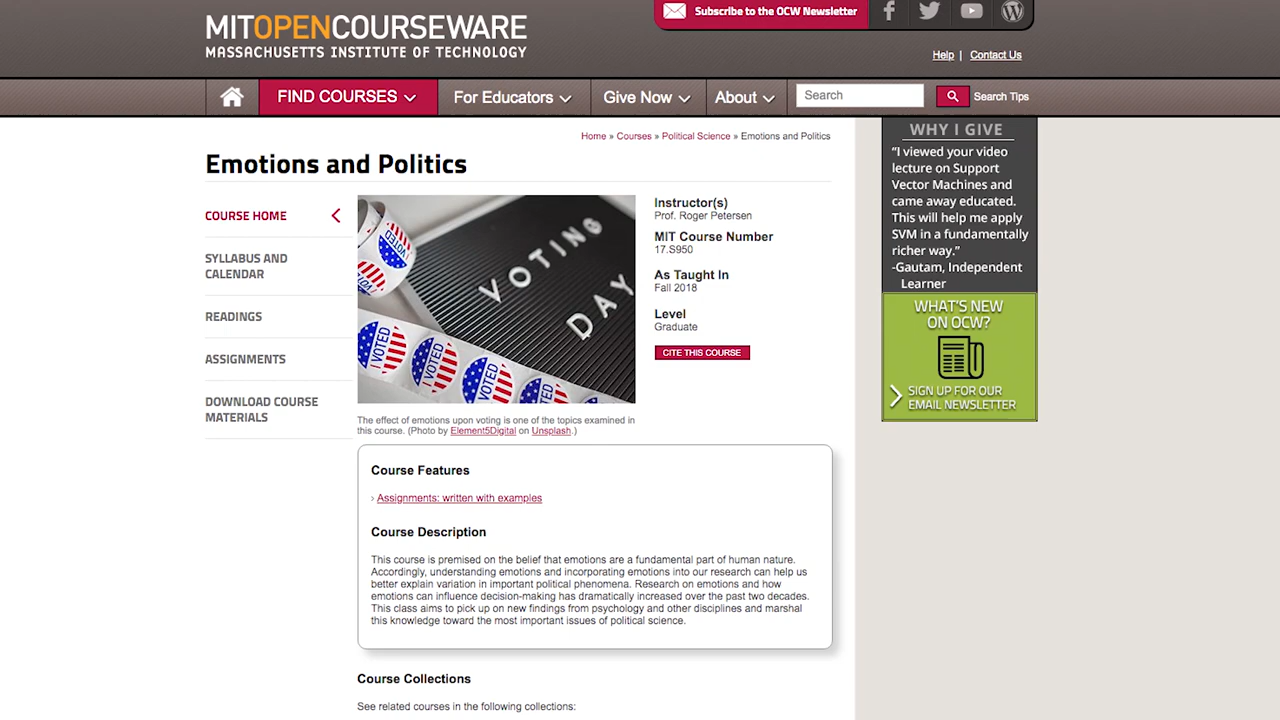 MITOPENCOURSEWARE
MASSACHUSETTS INSTITUTE OF TECHNOLOGY
Subscribe to the OCW Newsletter
Help | Contact Us
FIND COURSES
For Educators
Give Now
About
Search
Search Tips
Home » Courses » Political Science » Emotions and Politics
Emotions and Politics
COURSE HOME
SYLLABUS AND
CALENDAR
READINGS
ASSIGNMENTS
DOWNLOAD COURSE
MATERIALS
VOTING
DAY
I VOTED
I VOTED
I VOTED
VOTED
VOTED
Instructor(s)
Prof. Roger Petersen
MIT Course Number
17.S950
As Taught In
Fall 2018
Level
Graduate
CITE THIS COURSE
The effect of emotions upon voting is one of the topics examined in
this course. (Photo by Element5Digital on Unsplash.)
Course Features
Assignments: written with examples
Course Description
This course is premised on the belief that emotions are a fundamental part of human nature.
Accordingly, understanding emotions and incorporating emotions into our research can help us
better explain variation in important political phenomena. Research on emotions and how
emotions can influence decision-making has dramatically increased over the past two decades.
This class aims to pick up on new findings from psychology and other disciplines and marshal
this knowledge toward the most important issues of political science.
Course Collections
See related courses in the following collections:
WHY I GIVE
“I viewed your video
lecture on Support
Vector Machines and
came away educated.
This will help me apply
SVM in a fundamentally
richer way.”
-Gautam, Independent
Learner
WHAT'S NEW
ON OCW?
SIGN UP FOR OUR
EMAIL NEWSLETTER